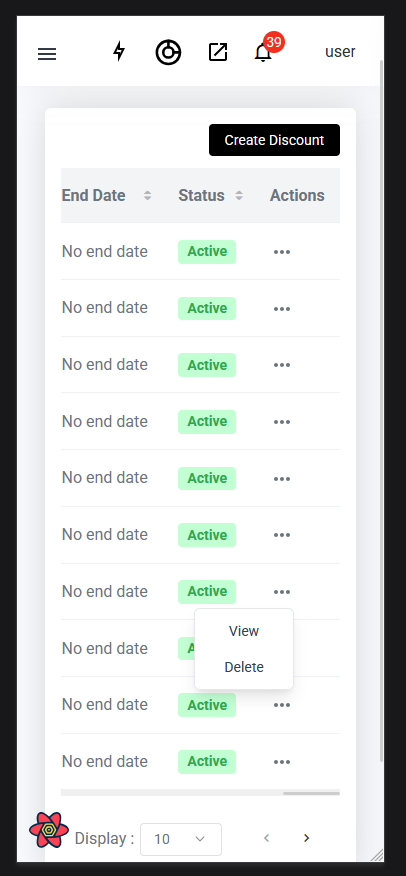 39
user
Create Discount
End Date Status Actions
No end date Active
No end date Active
No end date Active
No end date Active
No end date Active
No end date Active
No end date Active
View
No end date
Delete
No end date Active
No end date Active
Display : 10